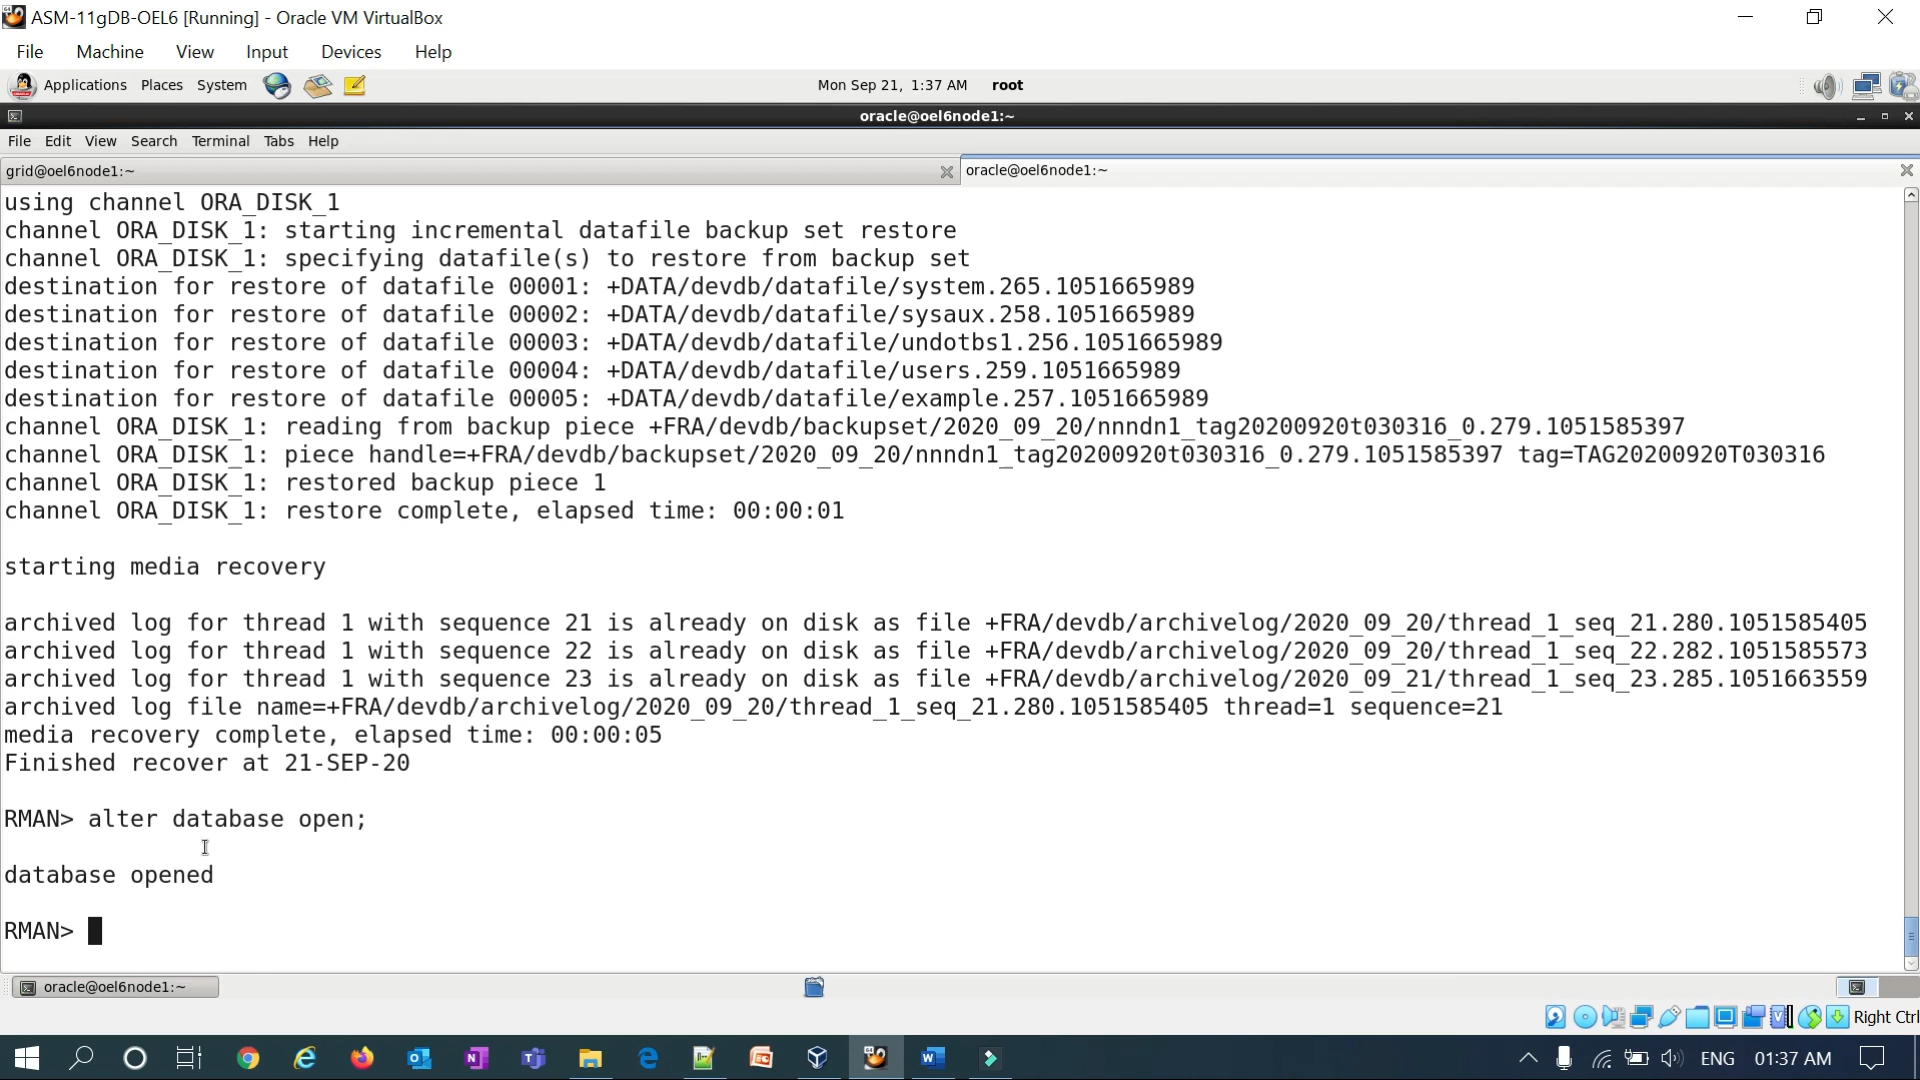 ASM-11gDB-OEL6 [Running] - Oracle VM VirtualBox
File Machine View Input Devices Help
Applications Places System Mon Sep 21, 1:37 AM root
oracle@oel6node1:~
File Edit View Search Terminal Tabs Help
grid@oel6node1:~ oracle@oel6node1:~
using channel ORA_DISK_1
channel ORA_DISK_1: starting incremental datafile backup set restore
channel ORA_DISK_1: specifying datafile(s) to restore from backup set
destination for restore of datafile 00001: +DATA/devdb/datafile/system.265.1051665989
destination for restore of datafile 00002: +DATA/devdb/datafile/sysaux.258.1051665989
destination for restore of datafile 00003: +DATA/devdb/datafile/undotbs1.256.1051665989
destination for restore of datafile 00004: +DATA/devdb/datafile/users.259.1051665989
destination for restore of datafile 00005: +DATA/devdb/datafile/example.257.1051665989
channel ORA_DISK_1: reading from backup piece +FRA/devdb/backupset/2020_09_20/nnndn1_tag20200920t030316_0.279.1051585397
channel ORA_DISK_1: piece handle=+FRA/devdb/backupset/2020_09_20/nnndn1_tag20200920t030316_0.279.1051585397 tag=TAG20200920T030316
channel ORA_DISK_1: restored backup piece 1
channel ORA_DISK_1: restore complete, elapsed time: 00:00:01
starting media recovery
archived log for thread 1 with sequence 21 is already on disk as file +FRA/devdb/archivelog/2020_09_20/thread_1_seq_21.280.1051585405
archived log for thread 1 with sequence 22 is already on disk as file +FRA/devdb/archivelog/2020_09_20/thread_1_seq_22.282.1051585573
archived log for thread 1 with sequence 23 is already on disk as file +FRA/devdb/archivelog/2020_09_21/thread_1_seq_23.285.1051663559
archived log file name=+FRA/devdb/archivelog/2020_09_20/thread_1_seq_21.280.1051585405 thread=1 sequence=21
media recovery complete, elapsed time: 00:00:05
Finished recover at 21-SEP-20
RMAN> alter database open;
database opened
RMAN>
oracle@oel6node1:~
Right Ctrl
ENG 01:37 AM